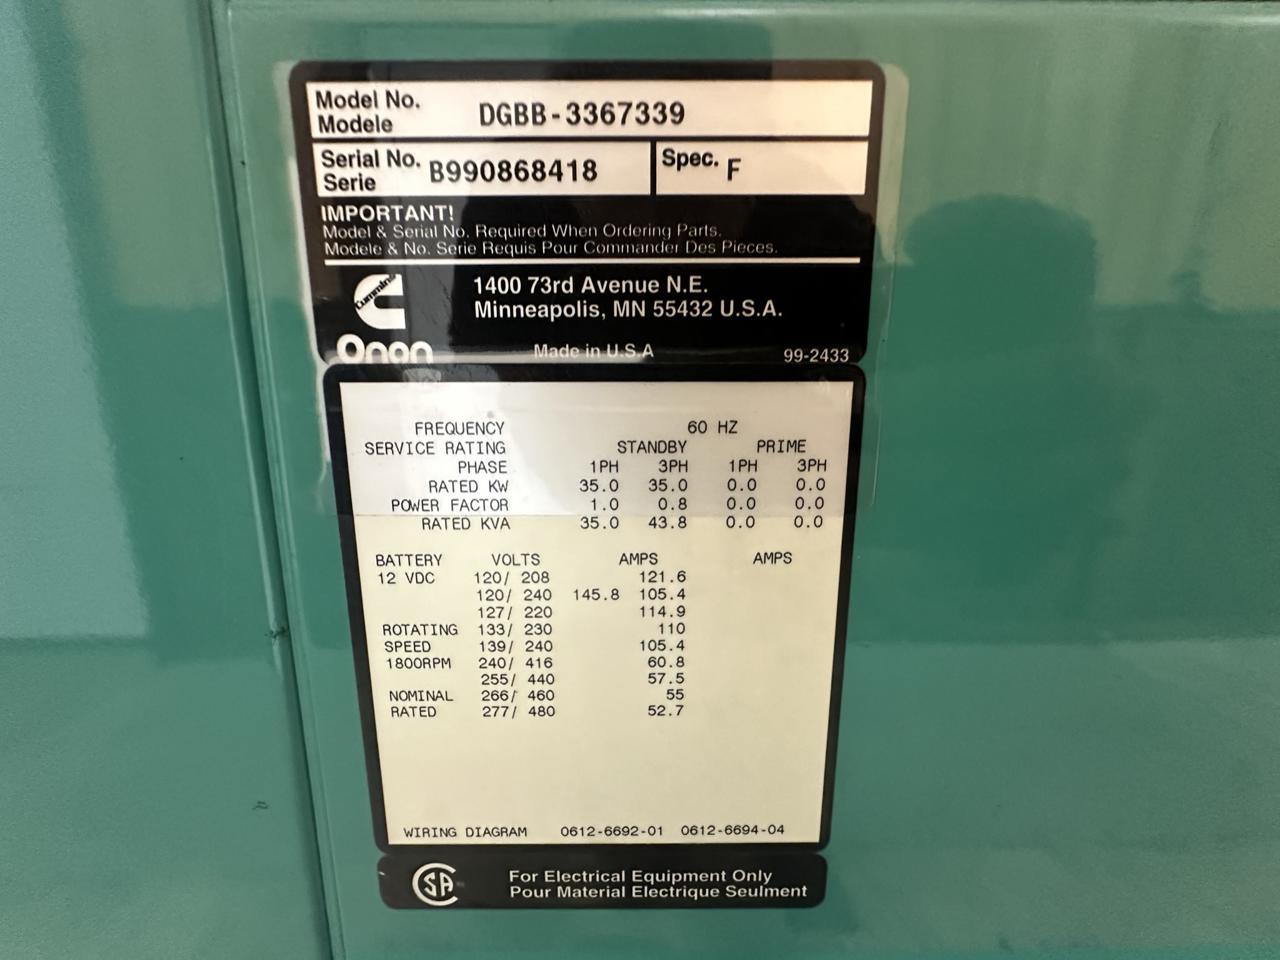 Model No.
Modele
DGBB-3367339
Serial No.
Serie
B990868418
Spec. F
IMPORTANT!
Model & Serial No. Required When Ordering Parts.
Modele & No. Serie Requis Pour Commander Des Pieces.
Cummins
1400 73rd Avenue N.E.
Minneapolis, MN 55432 U.S.A.
Onan
Made in U.S.A
99-2433
FREQUENCY 60 HZ
SERVICE RATING STANDBY PRIME
PHASE 1PH 3PH 1PH 3PH
RATED KW 35.0 35.0 0.0 0.0
POWER FACTOR 1.0 0.8 0.0 0.0
RATED KVA 35.0 43.8 0.0 0.0
BATTERY VOLTS AMPS AMPS
12 VDC 120/ 208 121.6
120/ 240 145.8 105.4
127/ 220 114.9
ROTATING 133/ 230 110
SPEED 139/ 240 105.4
1800RPM 240/ 416 60.8
255/ 440 57.5
NOMINAL 266/ 460 55
RATED 277/ 480 52.7
WIRING DIAGRAM 0612-6692-01 0612-6694-04
CSA
For Electrical Equipment Only
Pour Material Electrique Seulment